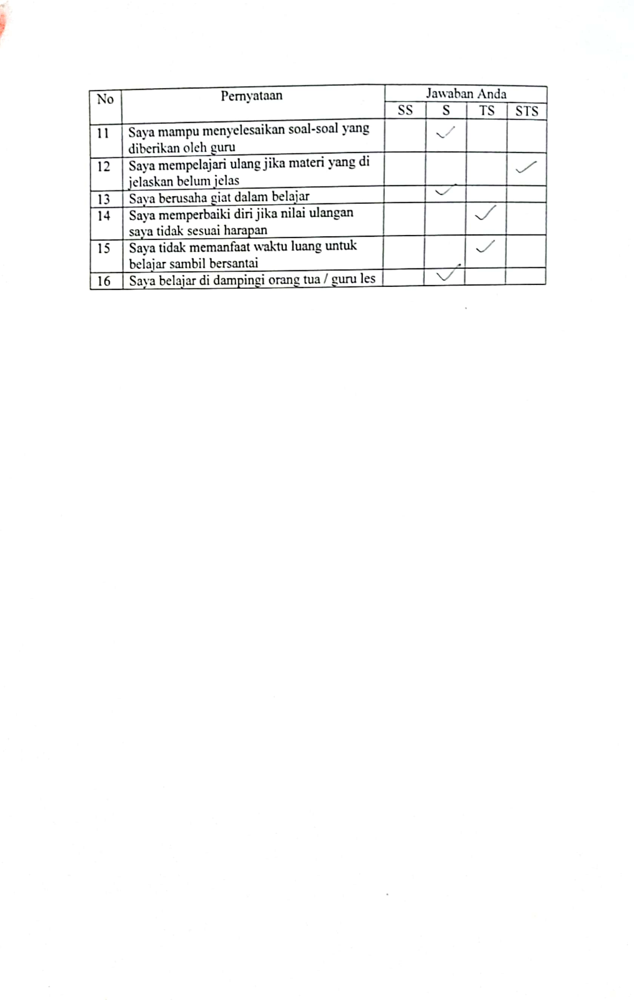 No Pernyataan Jawaban Anda
SS S TS STS
11 Saya mampu menyelesaikan soal-soal yang ✓
diberikan oleh guru
12 Saya mempelajari ulang jika materi yang di ✓
jelaskan belum jelas
13 Saya berusaha giat dalam belajar ✓
14 Saya memperbaiki diri jika nilai ulangan ✓
saya tidak sesuai harapan
15 Saya tidak memanfaat waktu luang untuk ✓
belajar sambil bersantai
16 Saya belajar di dampingi orang tua / guru les ✓